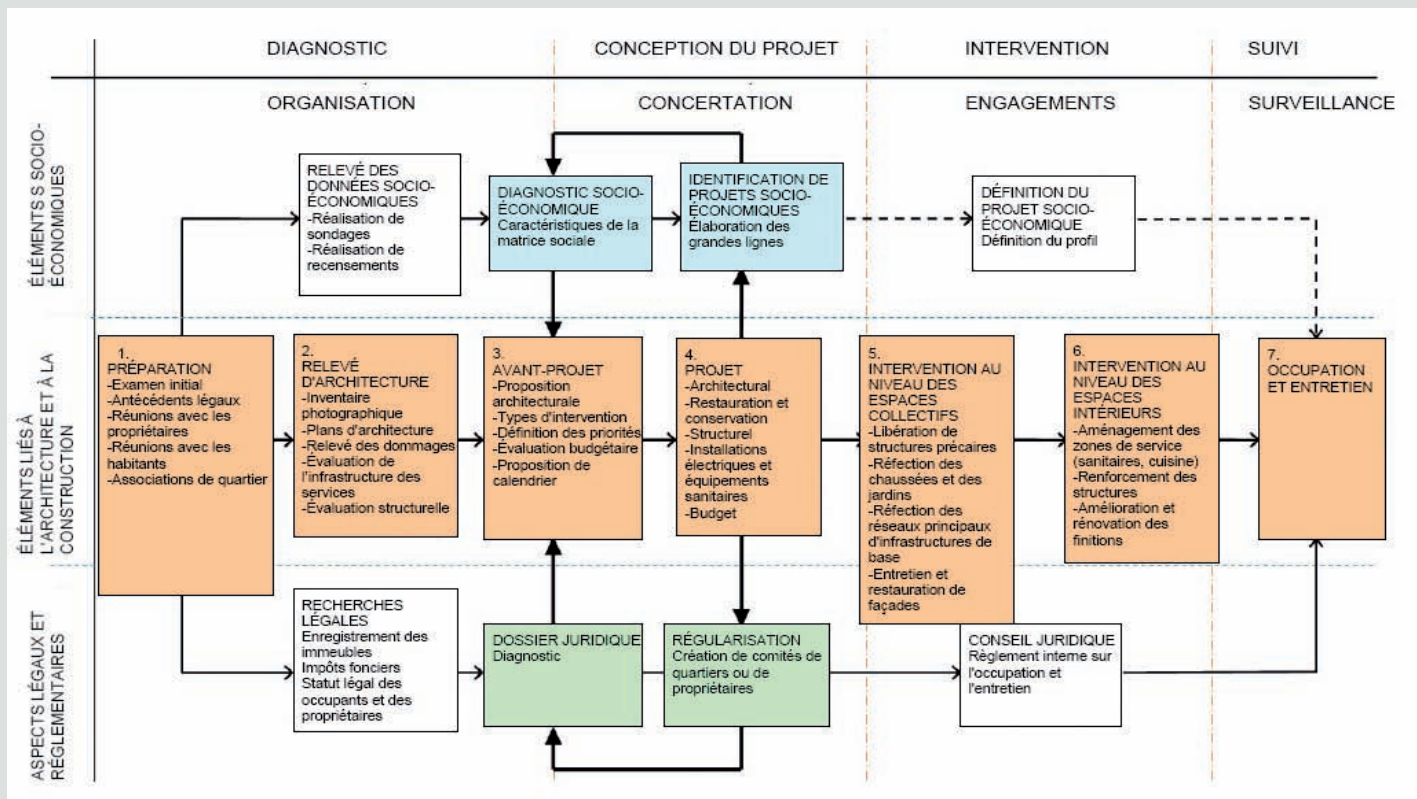 DIAGNOSTIC
CONCEPTION DU PROJET
INTERVENTION
SUIVI
ORGANISATION
CONCERTATION
ENGAGEMENTS
SURVEILLANCE
ÉLÉMENTS SOCIO-
ÉCONOMIQUES
RELEVÉ DES
DONNÉES SOCIO-
ÉCONOMIQUES
-Réalisation de
sondages
-Réalisation de
recensements
DIAGNOSTIC SOCIO-
ÉCONOMIQUE
Caractéristiques de la
matrice sociale
IDENTIFICATION DE
PROJETS SOCIO-
ÉCONOMIQUES
Élaboration des
grandes lignes
DÉFINITION DU
PROJET SOCIO-
ÉCONOMIQUE
Définition du profil
ÉLÉMENTS LIÉS À
L'ARCHITECTURE ET À LA
CONSTRUCTION
1.
PRÉPARATION
-Examen initial
-Antécédents légaux
-Réunions avec les
propriétaires
-Réunions avec les
habitants
-Associations de quartier
2.
RELEVÉ
D'ARCHITECTURE
-Inventaire
photographique
-Plans d'architecture
-Relevé des dommages
-Évaluation de
l'infrastructure des
services
-Évaluation structurelle
3.
AVANT-PROJET
-Proposition
architecturale
-Types d'intervention
-Définition des priorités
-Évaluation budgétaire
-Proposition de
calendrier
4.
PROJET
-Architectural
-Restauration et
conservation
-Structurel
-Installations
électriques et
équipements
sanitaires
-Budget
5.
INTERVENTION AU
NIVEAU DES
ESPACES
COLLECTIFS
-Libération de
structures précaires
-Réfection des
chaussées et des
jardins
-Réfection des
réseaux principaux
d'infrastructures de
base
-Entretien et
restauration de
façades
6.
INTERVENTION AU
NIVEAU DES
ESPACES
INTÉRIEURS
-Aménagement des
zones de service
(sanitaires, cuisine)
-Renforcement des
structures
-Amélioration et
rénovation des
finitions
7.
OCCUPATION
ET ENTRETIEN
ASPECTS LÉGAUX ET
RÉGLEMENTAIRES
RECHERCHES
LÉGALES
Enregistrement des
immeubles
Impôts fonciers
Statut légal des
occupants et des
propriétaires
DOSSIER JURIDIQUE
Diagnostic
RÉGULARISATION
Création de comités de
quartiers ou de
propriétaires
CONSEIL JURIDIQUE
Règlement interne sur
l'occupation et
l'entretien